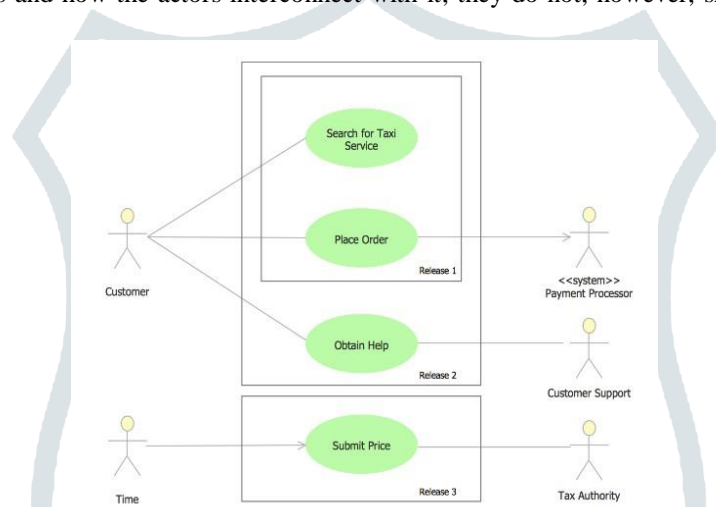 and how the actors interconnect with it, they do not, however,
Search for Taxi
Service
Place Order
Release 1
Customer
<<system>>
Payment Processor
Obtain Help
Release 2
Customer Support
Submit Price
Release 3
Time
Tax Authority